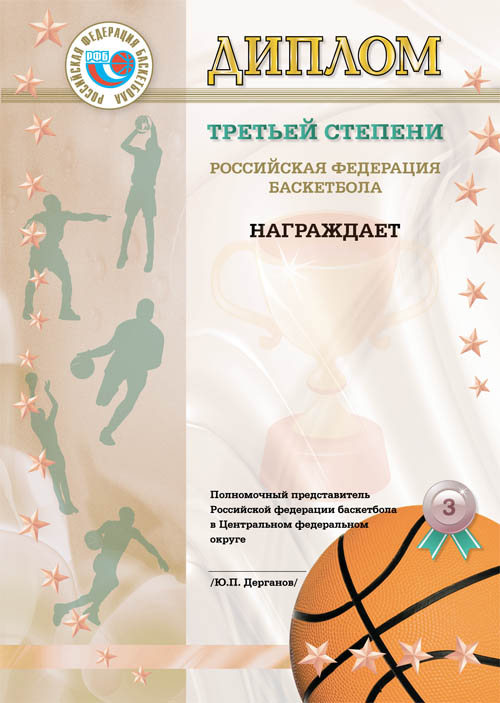 РОССИЙСКАЯ ФЕДЕРАЦИЯ БАСКЕТБОЛА
РФБ
ДИПЛОМ
ТРЕТЬЕЙ СТЕПЕНИ
РОССИЙСКАЯ ФЕДЕРАЦИЯ
БАСКЕТБОЛА
НАГРАЖДАЕТ
Полномочный представитель
Российской федерации баскетбола
в Центральном федеральном
округе
3
/Ю.П. Дерганов/